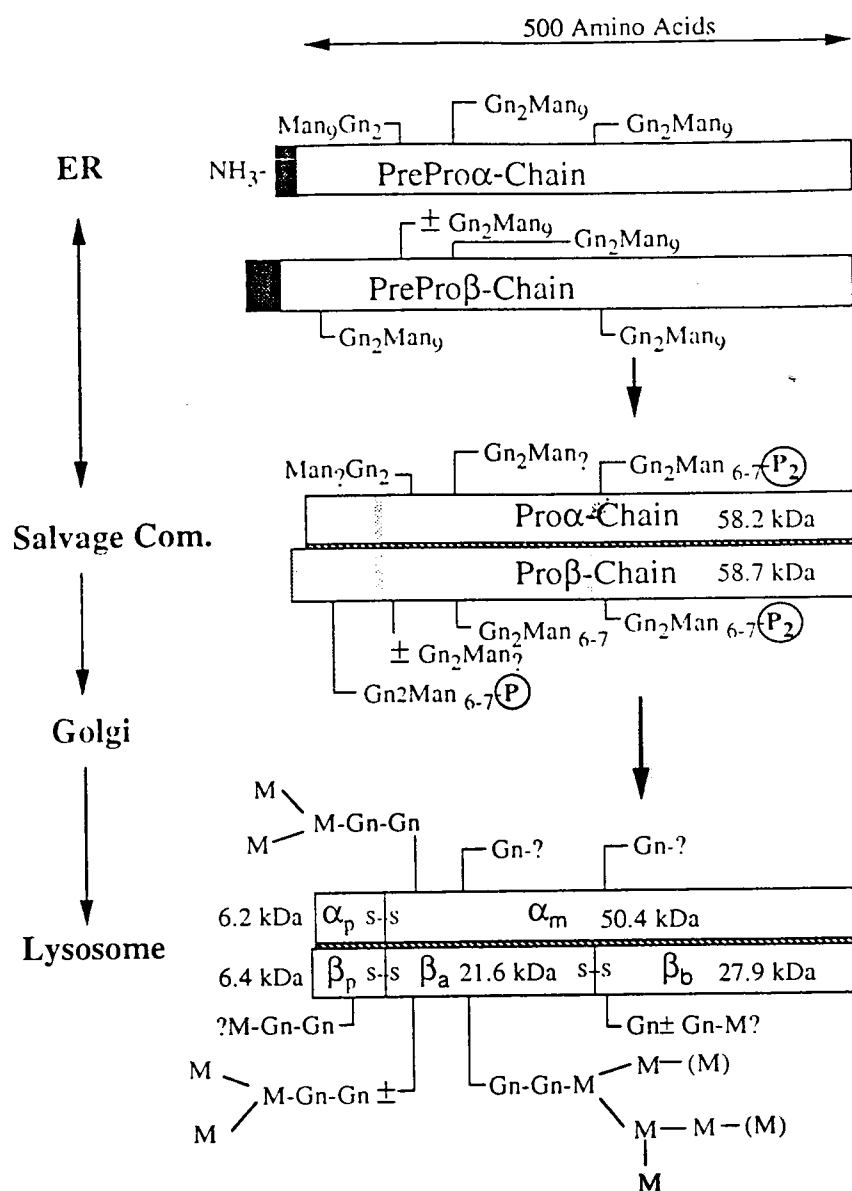 500 Amino Acids
Gn₂Man₉
Man₉Gn₂
Gn₂Man₉
ER
NH₃-
PreProα-Chain
± Gn₂Man₉
Gn₂Man₉
PreProβ-Chain
Gn₂Man₉
Gn₂Man₉
Gn₂Man?
Man?Gn₂
Gn₂Man 6-7 P₂
Salvage Com.
Proα-Chain 58.2 kDa
Proβ-Chain 58.7 kDa
Gn₂Man 6-7
Gn₂Man 6-7 P₂
± Gn₂Man?
Gn2Man 6-7 P
Golgi
M
M-Gn-Gn
M
Gn-?
Gn-?
6.2 kDa αp s-s αm 50.4 kDa
Lysosome
6.4 kDa βp s-s βa 21.6 kDa s-s βb 27.9 kDa
?M-Gn-Gn
Gn± Gn-M?
M
M-Gn-Gn ±
M
Gn-Gn-M
M—(M)
M—M—(M)
M